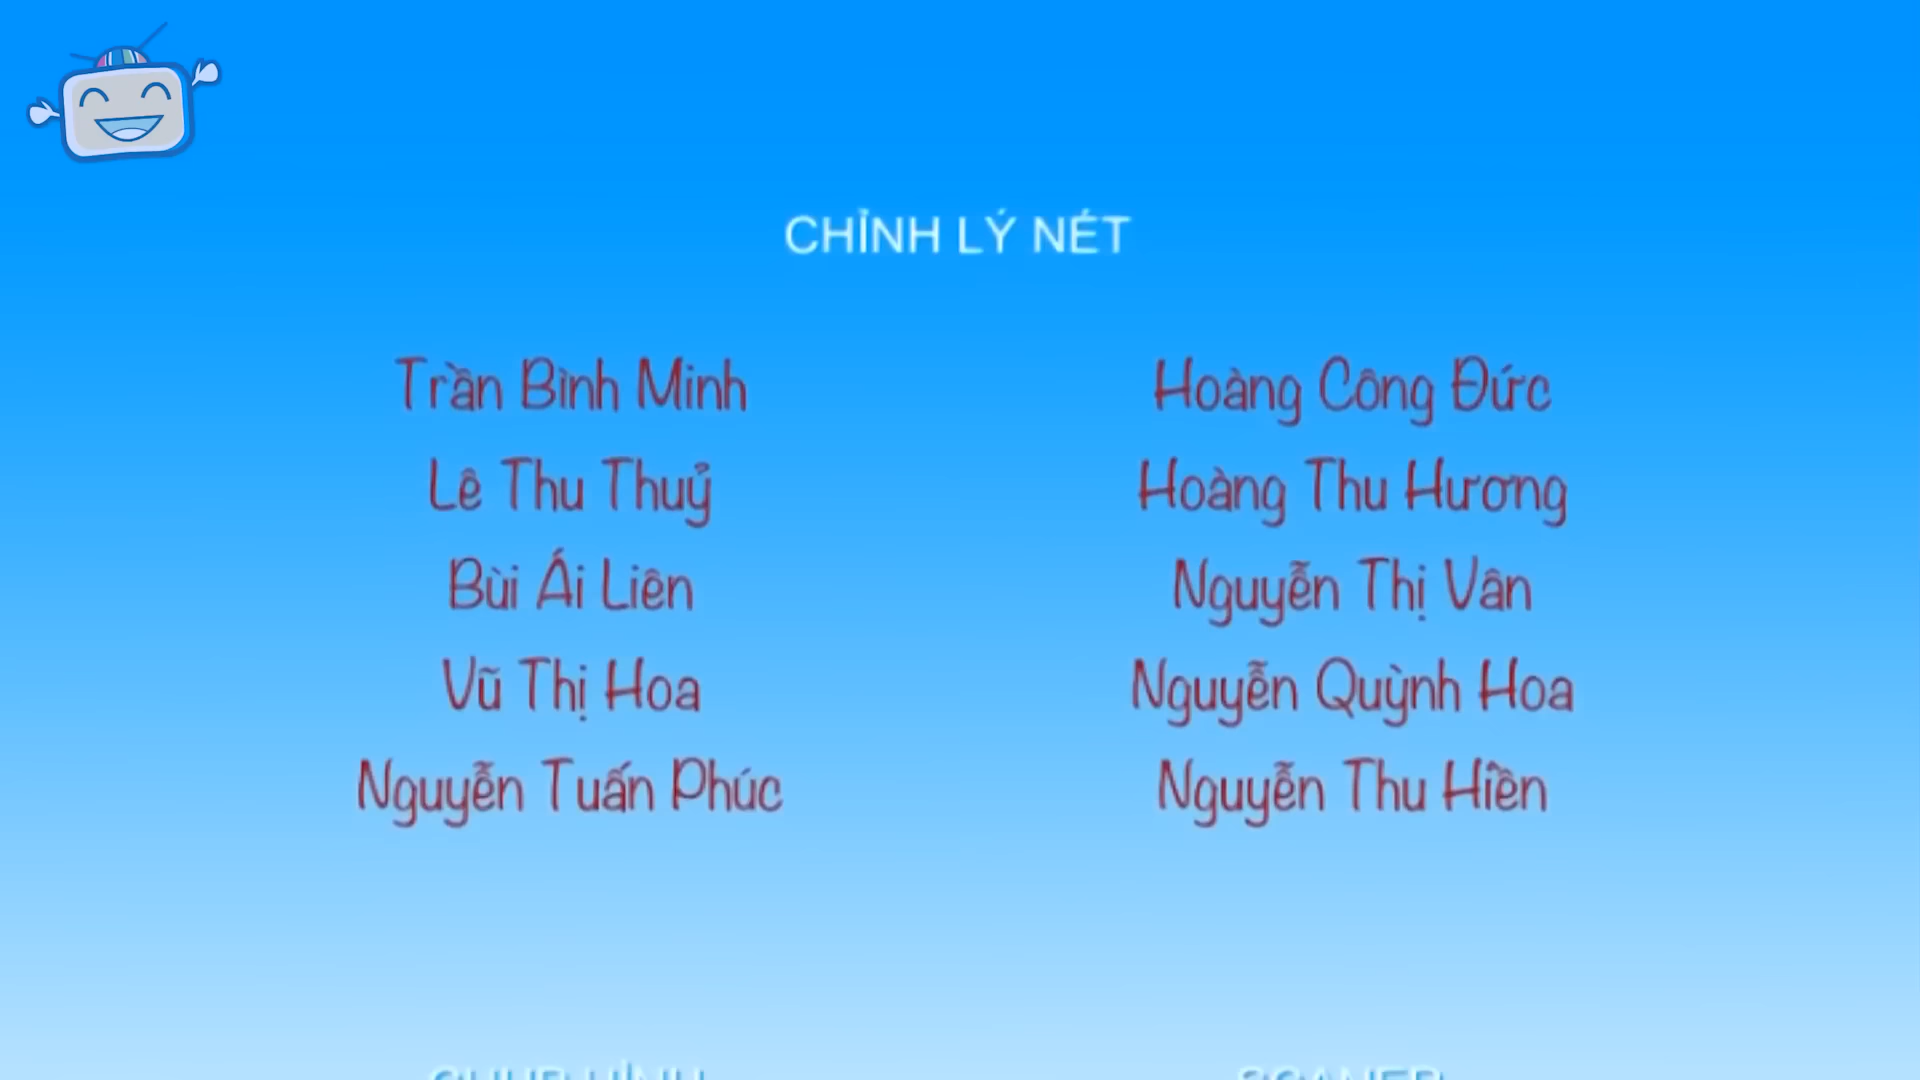 CHỈNH LÝ NÉT
Trần Bình Minh
Lê Thu Thuỷ
Bùi Ái Liên
Vũ Thị Hoa
Nguyễn Tuấn Phúc
Hoàng Công Đức
Hoàng Thu Hương
Nguyễn Thị Vân
Nguyễn Quỳnh Hoa
Nguyễn Thu Hiền